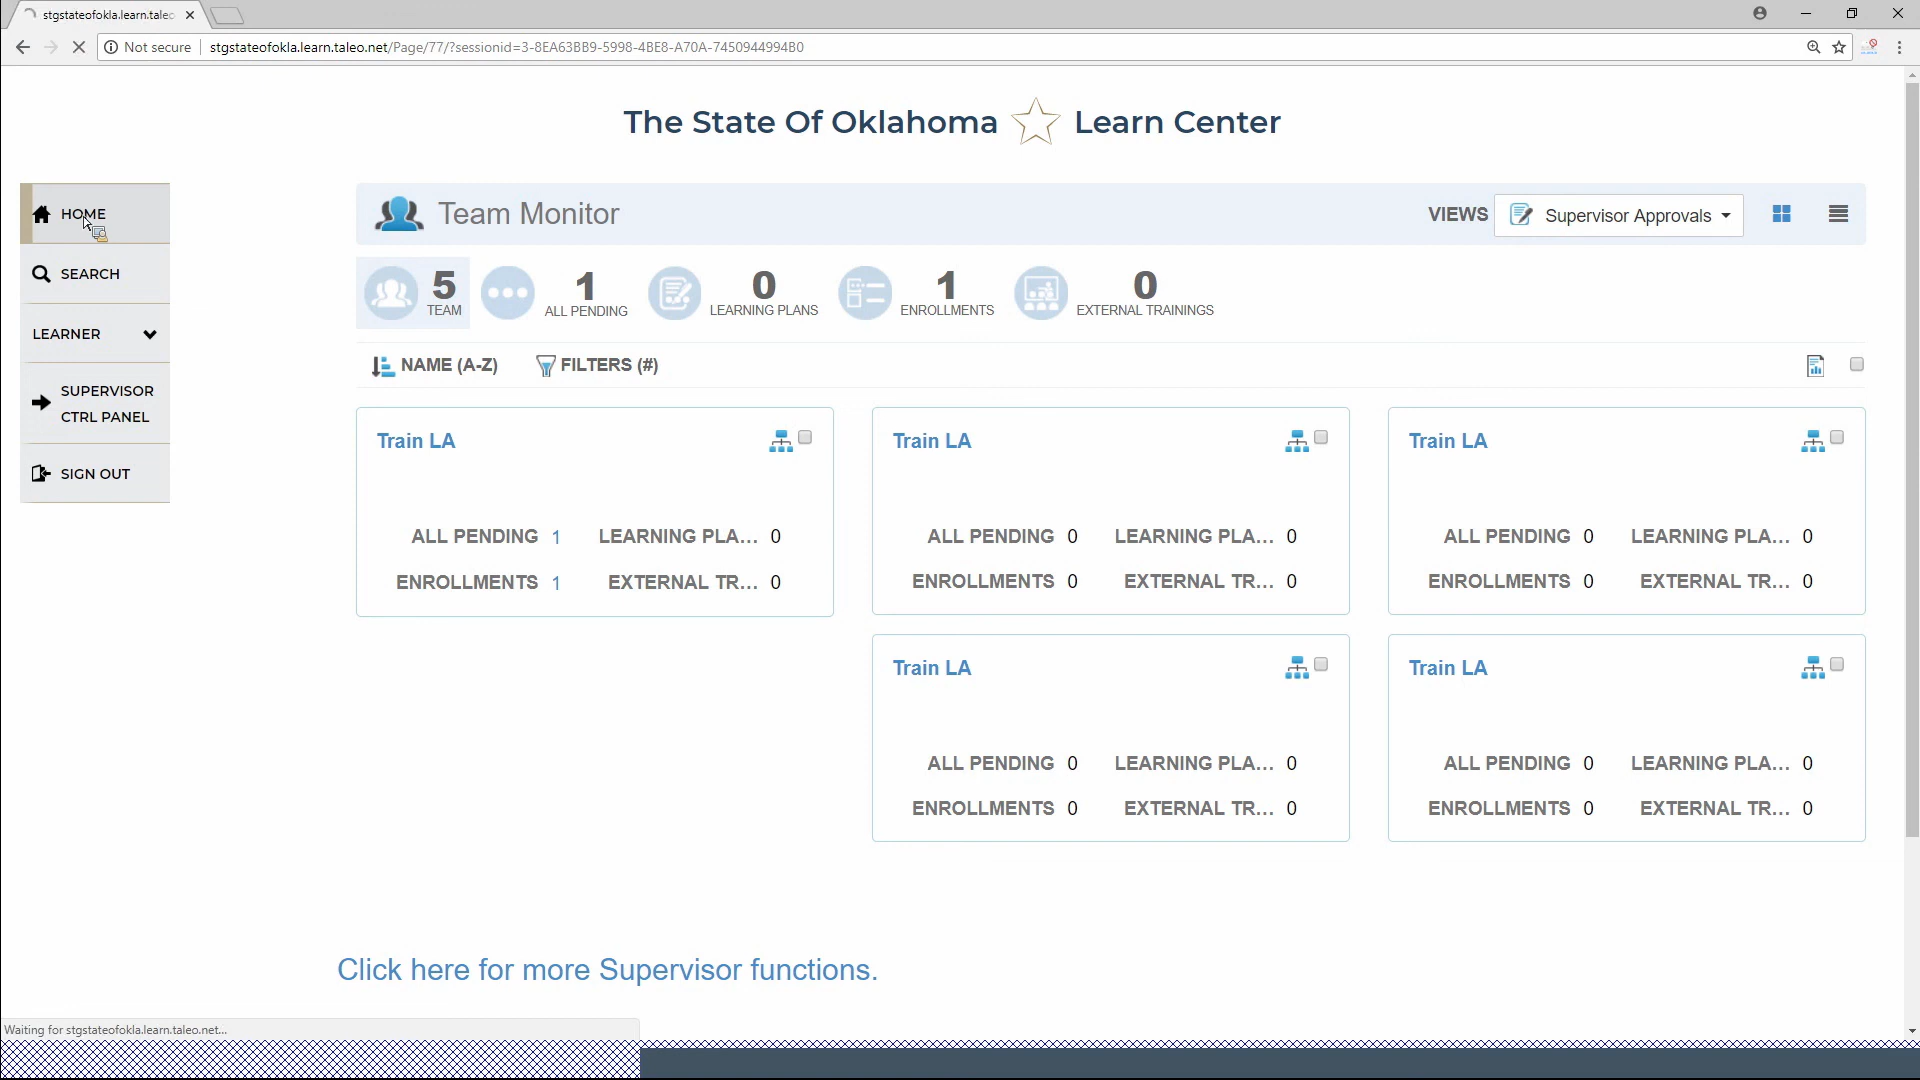 stgstateofokla.learn.taleo
Not secure
stgstateofokla.learn.taleo.net/Page/77/?sessionid=3-8EA63BB9-5998-4BE8-A70A-7450944994B0
The State Of Oklahoma Learn Center
HOME
SEARCH
LEARNER
SUPERVISOR
CTRL PANEL
SIGN OUT
Team Monitor
VIEWS Supervisor Approvals
5
TEAM
1
ALL PENDING
0
LEARNING PLANS
1
ENROLLMENTS
0
EXTERNAL TRAININGS
NAME (A-Z) FILTERS (#)
Train LA
ALL PENDING 1 LEARNING PLA... 0
ENROLLMENTS 1 EXTERNAL TR... 0
Train LA
ALL PENDING 0 LEARNING PLA... 0
ENROLLMENTS 0 EXTERNAL TR... 0
Train LA
ALL PENDING 0 LEARNING PLA... 0
ENROLLMENTS 0 EXTERNAL TR... 0
Train LA
ALL PENDING 0 LEARNING PLA... 0
ENROLLMENTS 0 EXTERNAL TR... 0
Train LA
ALL PENDING 0 LEARNING PLA... 0
ENROLLMENTS 0 EXTERNAL TR... 0
Click here for more Supervisor functions.
Waiting for stgstateofokla.learn.taleo.net...